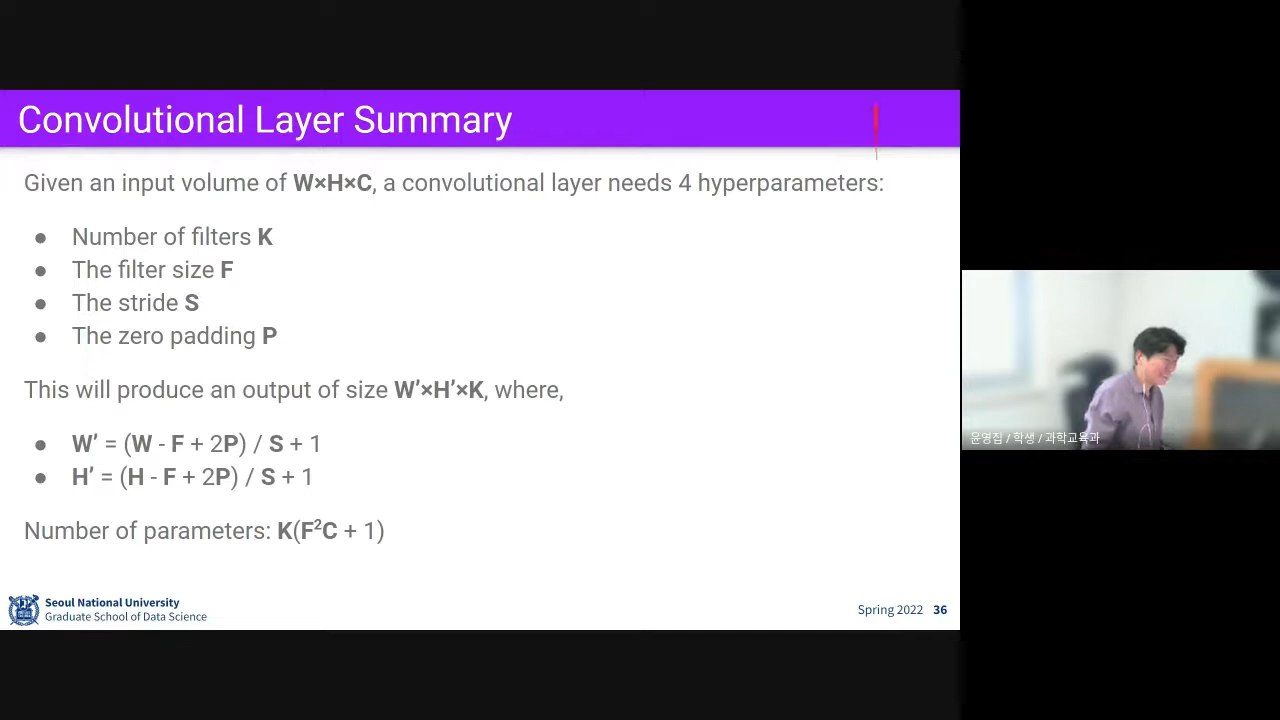 Convolutional Layer Summary
Given an input volume of W×H×C, a convolutional layer needs 4 hyperparameters:
● Number of filters K
● The filter size F
● The stride S
● The zero padding P
This will produce an output of size W’×H’×K, where,
● W’ = (W - F + 2P) / S + 1
● H’ = (H - F + 2P) / S + 1
Number of parameters: K(F²C + 1)
Seoul National University
Graduate School of Data Science
Spring 2022 36
윤영집 / 학생 / 과학교육과